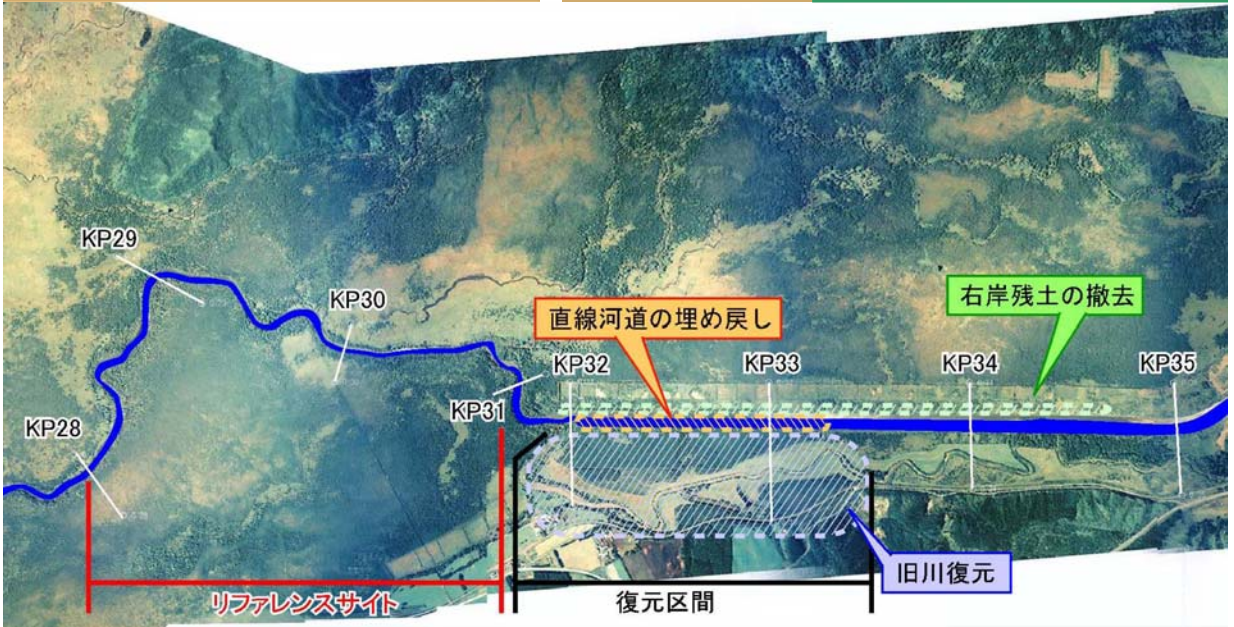 KP29
KP30
KP28
KP31
直線河道の埋め戻し
右岸残土の撤去
KP32
KP33
KP34
KP35
旧川復元
リファレンスサイト
復元区間